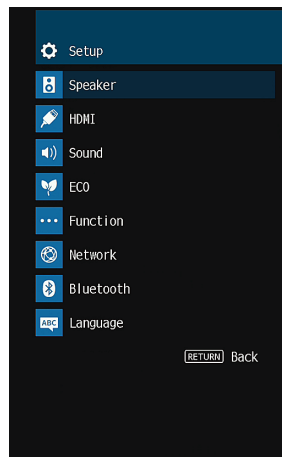 Setup
Speaker
HDMI
Sound
ECO
Function
Network
Bluetooth
ABC Language
RETURN Back